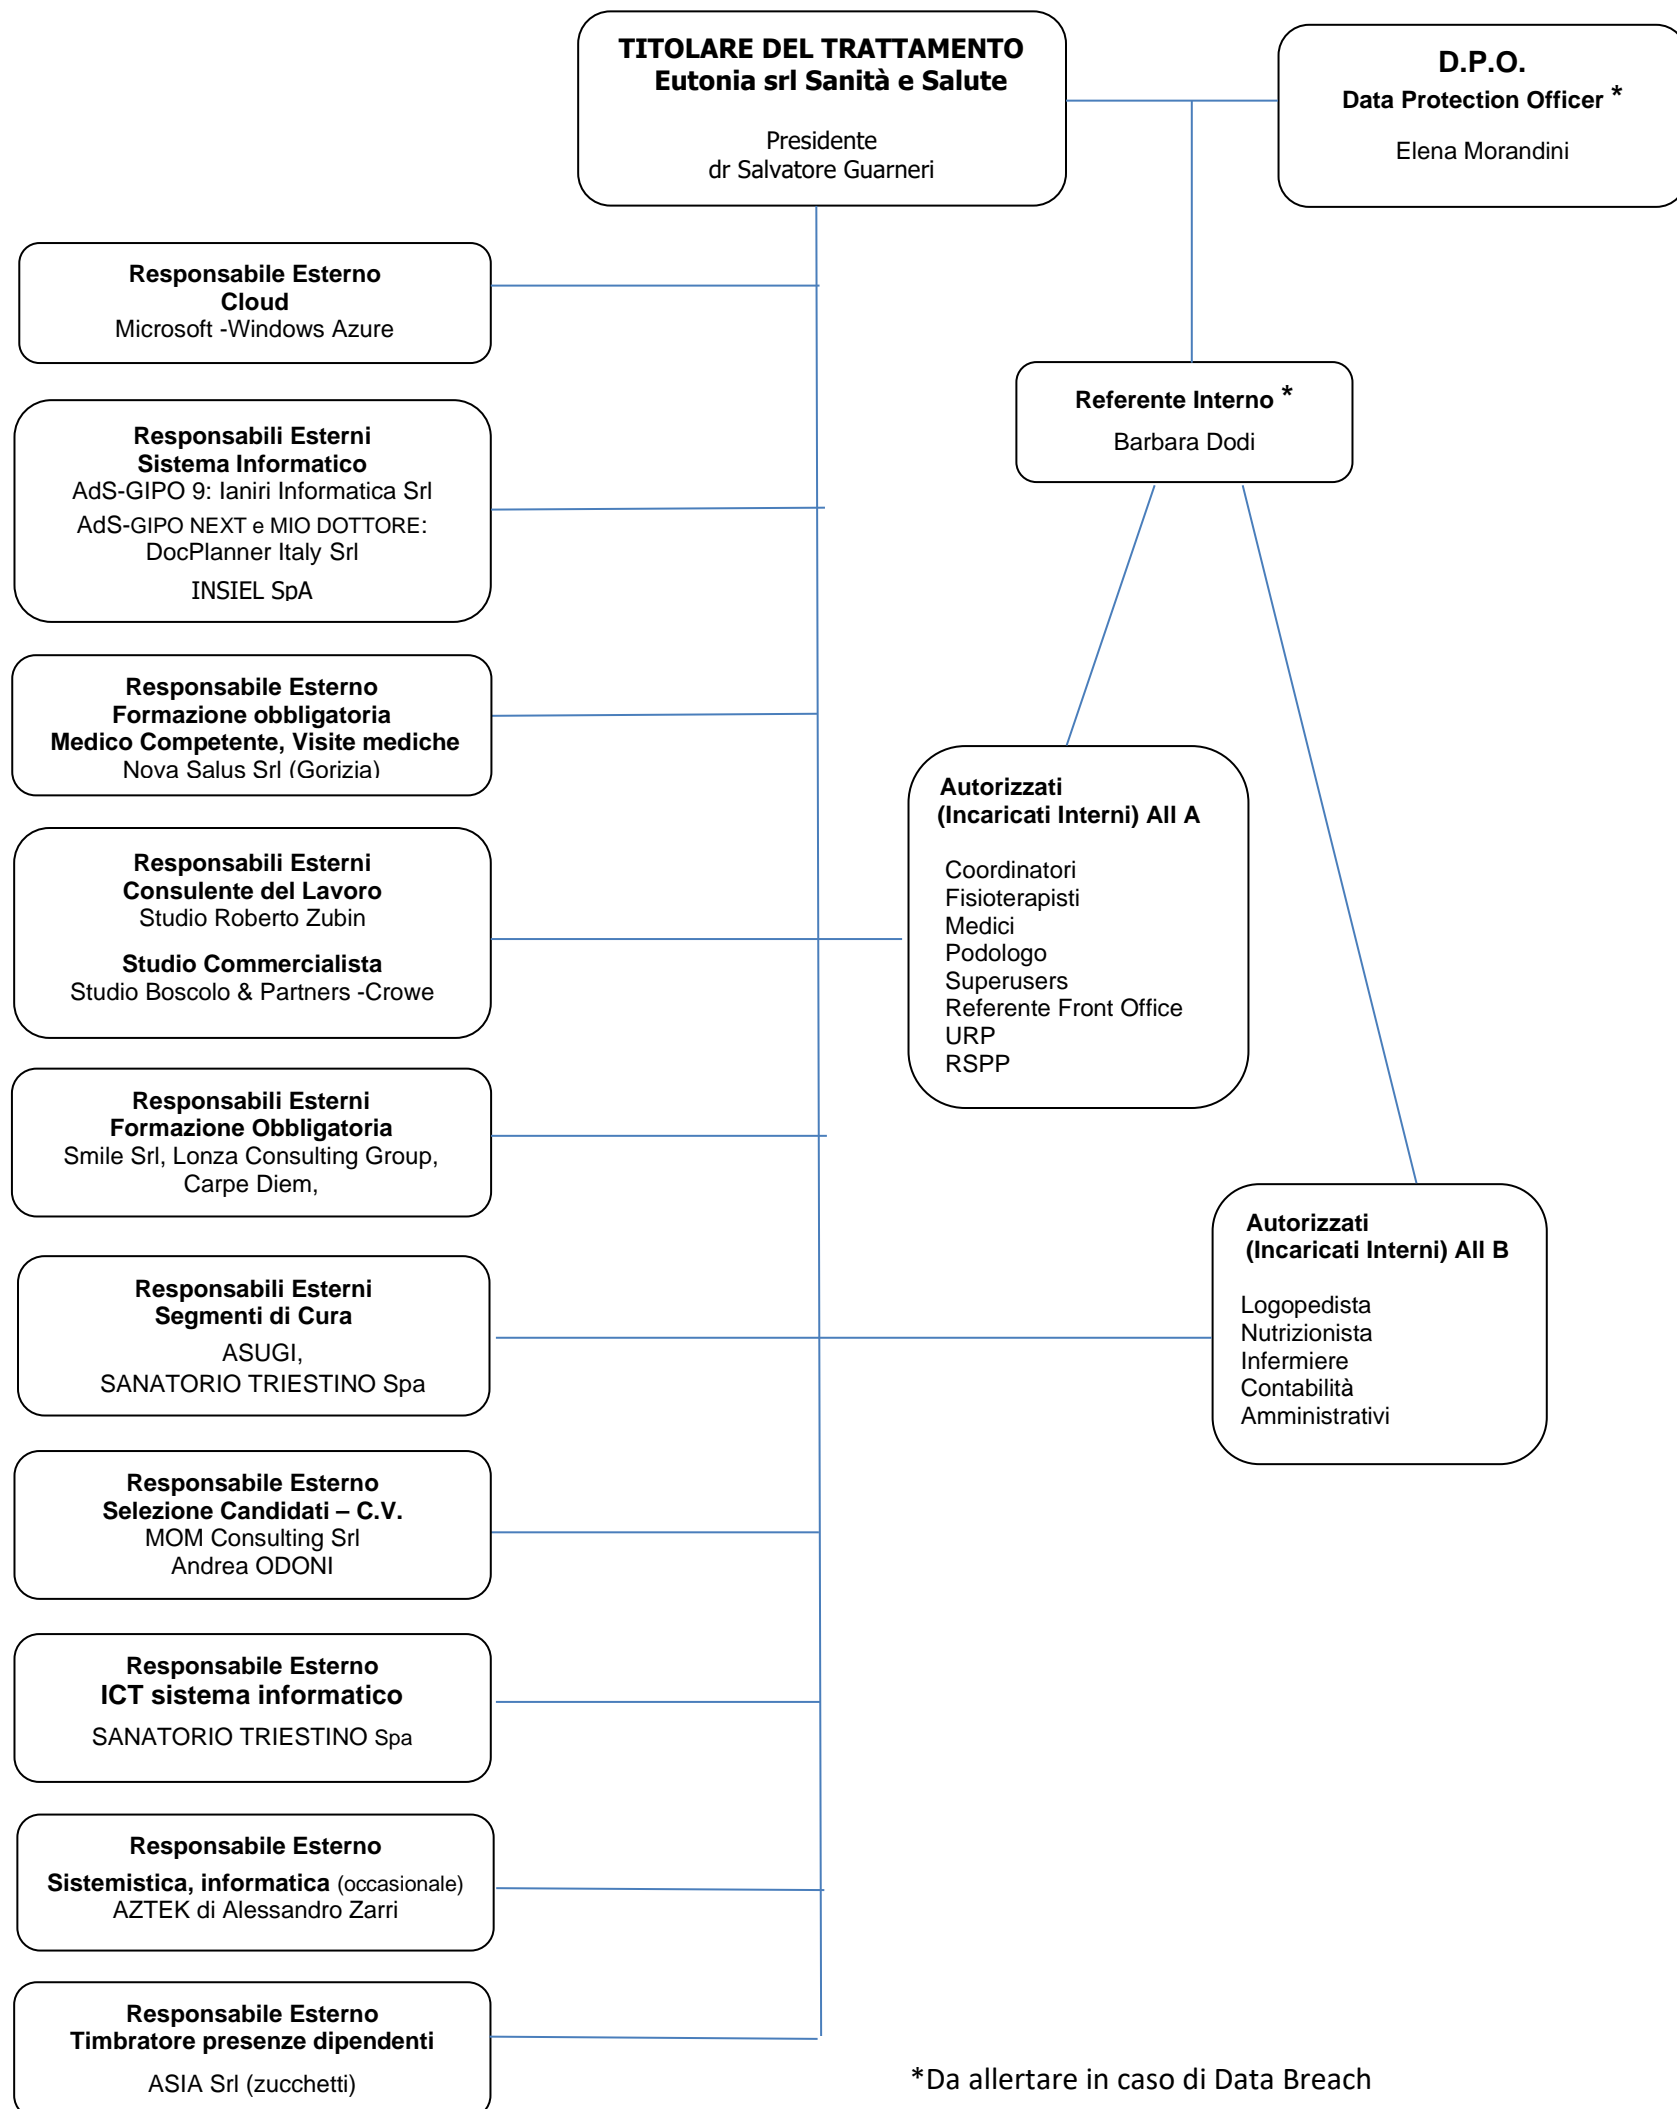 TITOLARE DEL TRATTAMENTO
Eutonia srl Sanità e Salute
Presidente
dr Salvatore Guarneri
D.P.O.
Data Protection Officer *
Elena Morandini
Responsabile Esterno
Cloud
Microsoft -Windows Azure
Referente Interno *
Barbara Dodi
Responsabili Esterni
Sistema Informatico
AdS-GIPO 9: Ianiri Informatica Srl
AdS-GIPO NEXT e MIO DOTTORE:
DocPlanner Italy Srl
INSIEL SpA
Responsabile Esterno
Formazione obbligatoria
Medico Competente, Visite mediche
Nova Salus Srl (Gorizia)
Autorizzati
(Incaricati Interni) All A
Coordinatori
Fisioterapisti
Medici
Podologo
Superusers
Referente Front Office
URP
RSPP
Responsabili Esterni
Consulente del Lavoro
Studio Roberto Zubin
Studio Commercialista
Studio Boscolo & Partners -Crowe
Responsabili Esterni
Formazione Obbligatoria
Smile Srl, Lonza Consulting Group,
Carpe Diem,
Autorizzati
(Incaricati Interni) All B
Logopedista
Nutrizionista
Infermiere
Contabilità
Amministrativi
Responsabili Esterni
Segmenti di Cura
ASUGI,
SANATORIO TRIESTINO Spa
Responsabile Esterno
Selezione Candidati – C.V.
MOM Consulting Srl
Andrea ODONI
Responsabile Esterno
ICT sistema informatico
SANATORIO TRIESTINO Spa
Responsabile Esterno
Sistemistica, informatica (occasionale)
AZTEK di Alessandro Zarri
Responsabile Esterno
Timbratore presenze dipendenti
ASIA Srl (zucchetti)
*Da allertare in caso di Data Breach